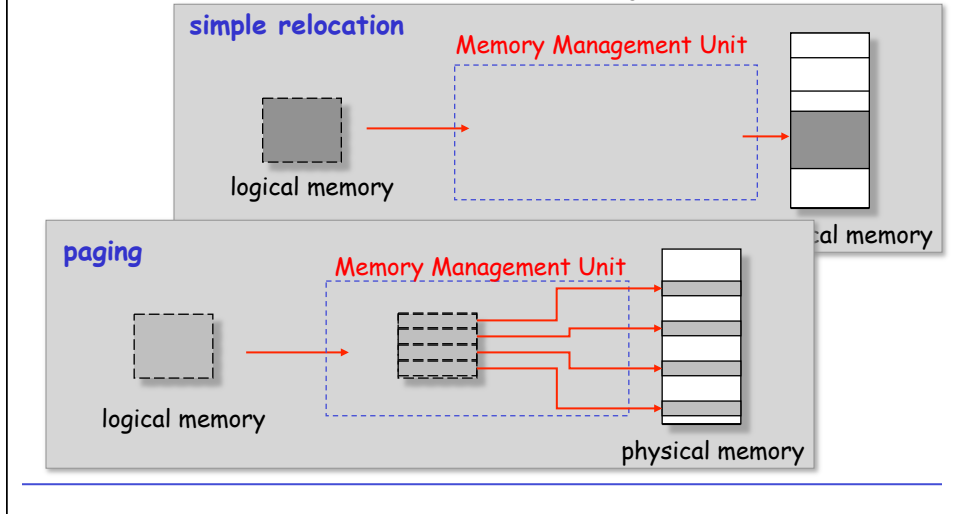 simple relocation
Memory Management Unit
logical memory
cal memory
paging
Memory Management Unit
logical memory
physical memory